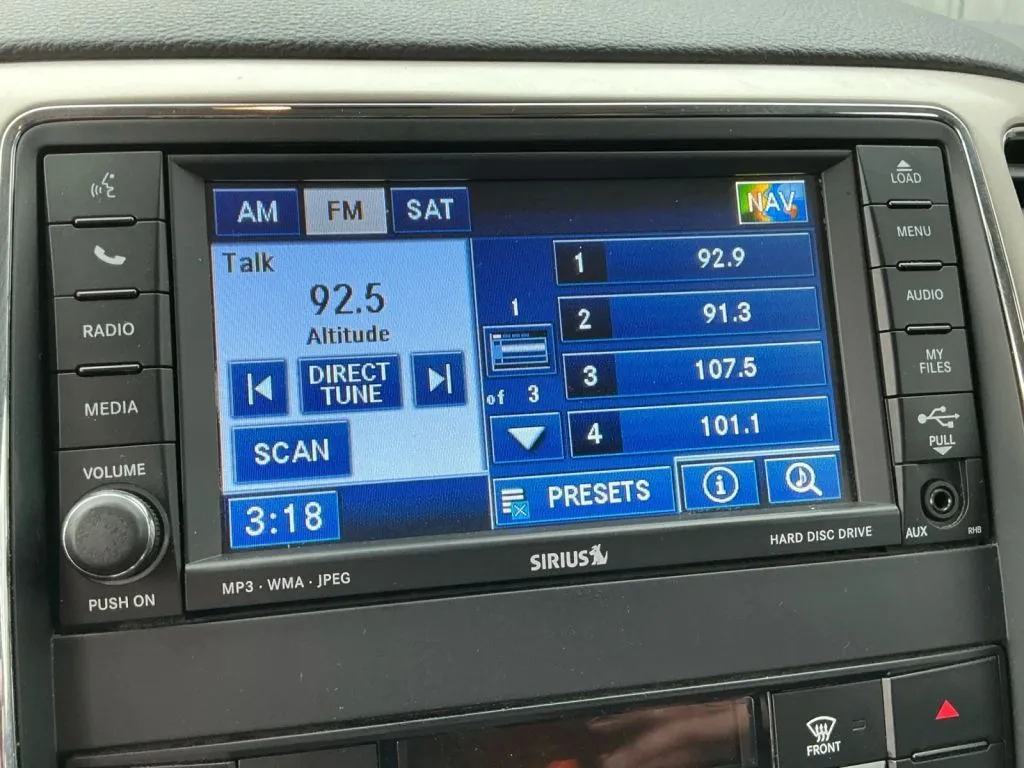 AM FM SAT NAV
Talk
92.5
Altitude
DIRECT
TUNE
SCAN
3:18
1
of 3
1 92.9
2 91.3
3 107.5
4 101.1
PRESETS
i
RADIO
MEDIA
VOLUME
PUSH ON
LOAD
MENU
AUDIO
MY
FILES
PULL
AUX
RHB
MP3 · WMA · JPEG
SIRIUS
HARD DISC DRIVE
FRONT